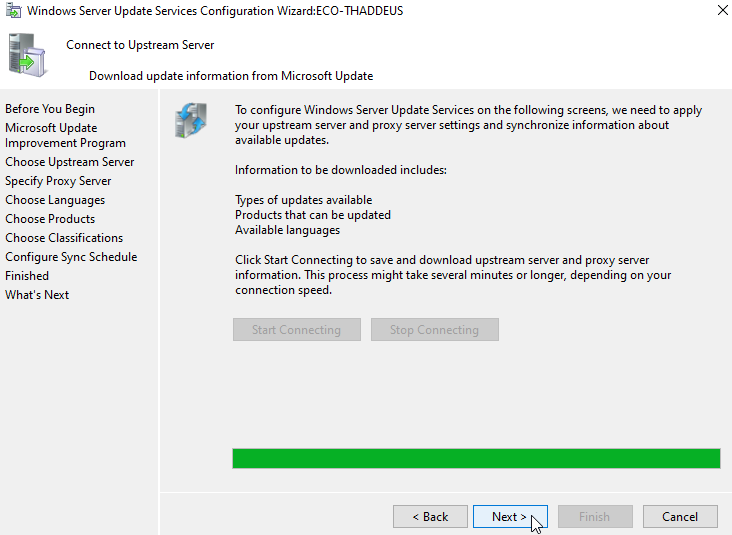 Windows Server Update Services Configuration Wizard:ECO-THADDEUS
Connect to Upstream Server
Download update information from Microsoft Update
Before You Begin
Microsoft Update
Improvement Program
Choose Upstream Server
Specify Proxy Server
Choose Languages
Choose Products
Choose Classifications
Configure Sync Schedule
Finished
What's Next
To configure Windows Server Update Services on the following screens, we need to apply
your upstream server and proxy server settings and synchronize information about
available updates.
Information to be downloaded includes:
Types of updates available
Products that can be updated
Available languages
Click Start Connecting to save and download upstream server and proxy server
information. This process might take several minutes or longer, depending on your
connection speed.
Start Connecting
Stop Connecting
< Back
Next >
Finish
Cancel